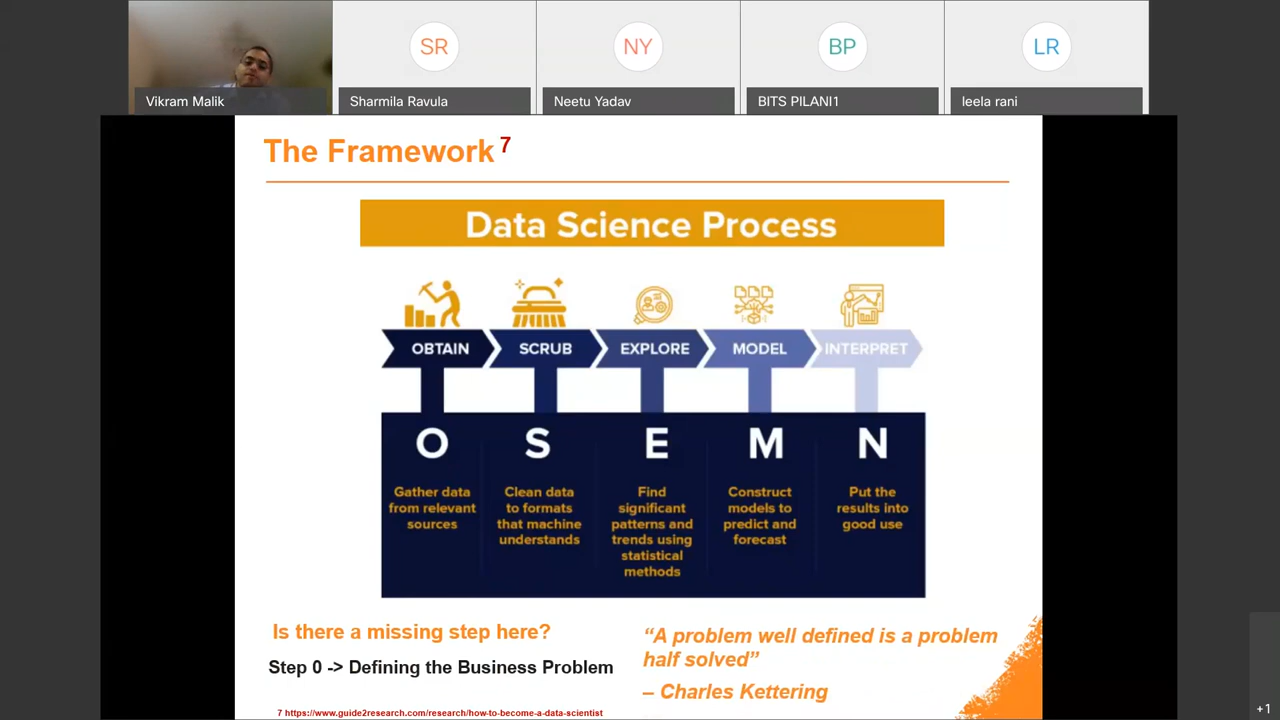 SR
NY
BP
LR
Vikram Malik
Sharmila Ravula
Neetu Yadav
BITS PILANI1
leela rani
The Framework 7
Data Science Process
OBTAIN
SCRUB
EXPLORE
MODEL
INTERPRET
O
S
E
M
N
Gather data
from relevant
sources
Clean data
to formats
that machine
understands
Find
significant
patterns and
trends using
statistical
methods
Construct
models to
predict and
forecast
Put the
results into
good use
Is there a missing step here?
Step 0 -> Defining the Business Problem
“A problem well defined is a problem
half solved”
– Charles Kettering
7 https://www.guide2research.com/research/how-to-become-a-data-scientist
+1